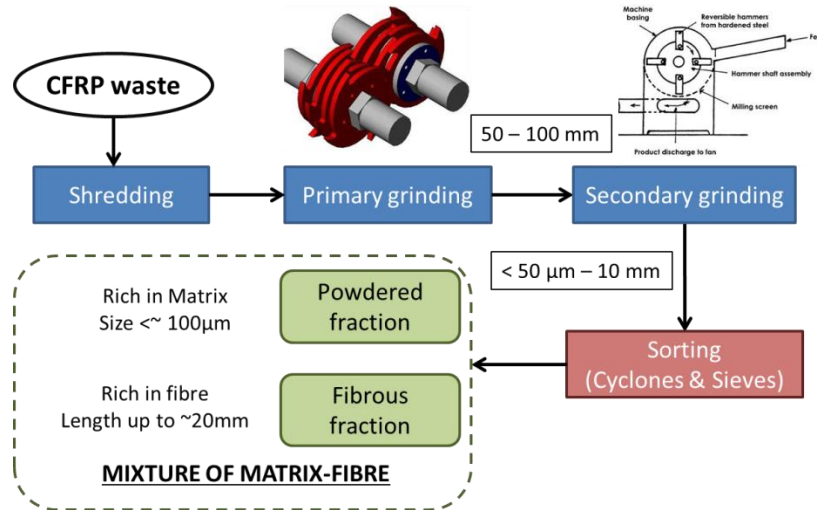 Machine basing
Reversible hammers
from hardened steel
Fe
Hammer shaft assembly
Milling screen
Product discharge to fan
CFRP waste
50 – 100 mm
Shredding
Primary grinding
Secondary grinding
< 50 µm – 10 mm
Rich in Matrix
Size <~ 100µm
Powdered
fraction
Sorting
(Cyclones & Sieves)
Rich in fibre
Length up to ~20mm
Fibrous
fraction
MIXTURE OF MATRIX-FIBRE